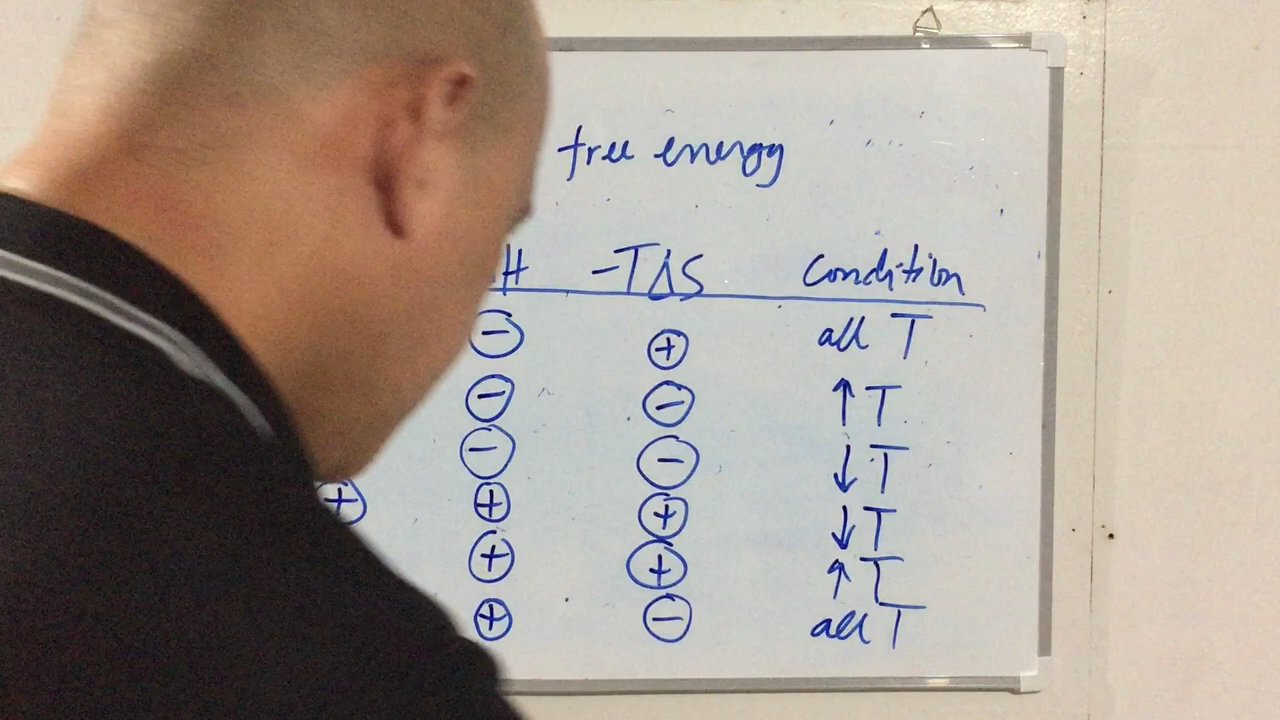 free energy
H -TΔS Condition
⊖ ⊕ all T
⊖ ⊖ ↑T
⊖ ⊖ ↓T
⊕ ⊕ ⊕ ↓T
⊕ ⊕ ↑T
⊕ ⊖ all T